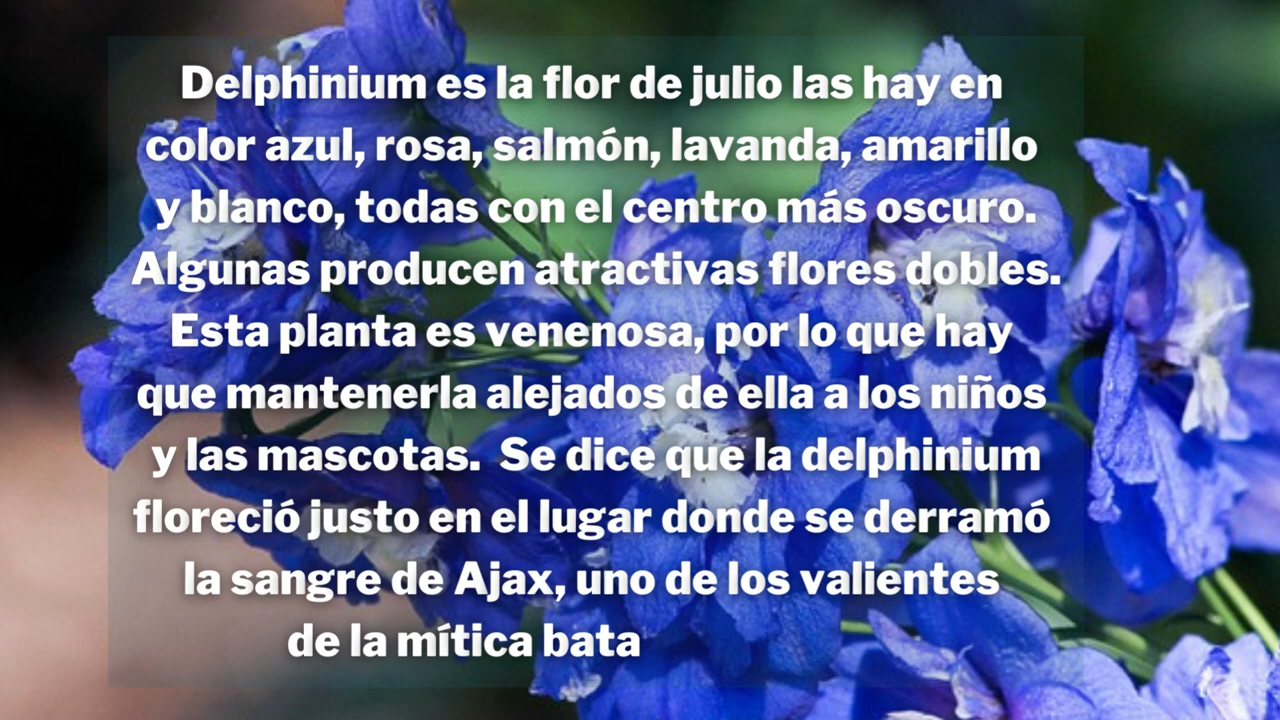 Delphinium es la flor de julio las hay en
color azul, rosa, salmón, lavanda, amarillo
y blanco, todas con el centro más oscuro.
Algunas producen atractivas flores dobles.
Esta planta es venenosa, por lo que hay
que mantenerla alejados de ella a los niños
y las mascotas.  Se dice que la delphinium
floreció justo en el lugar donde se derramó
la sangre de Ajax, uno de los valientes
de la mítica bata